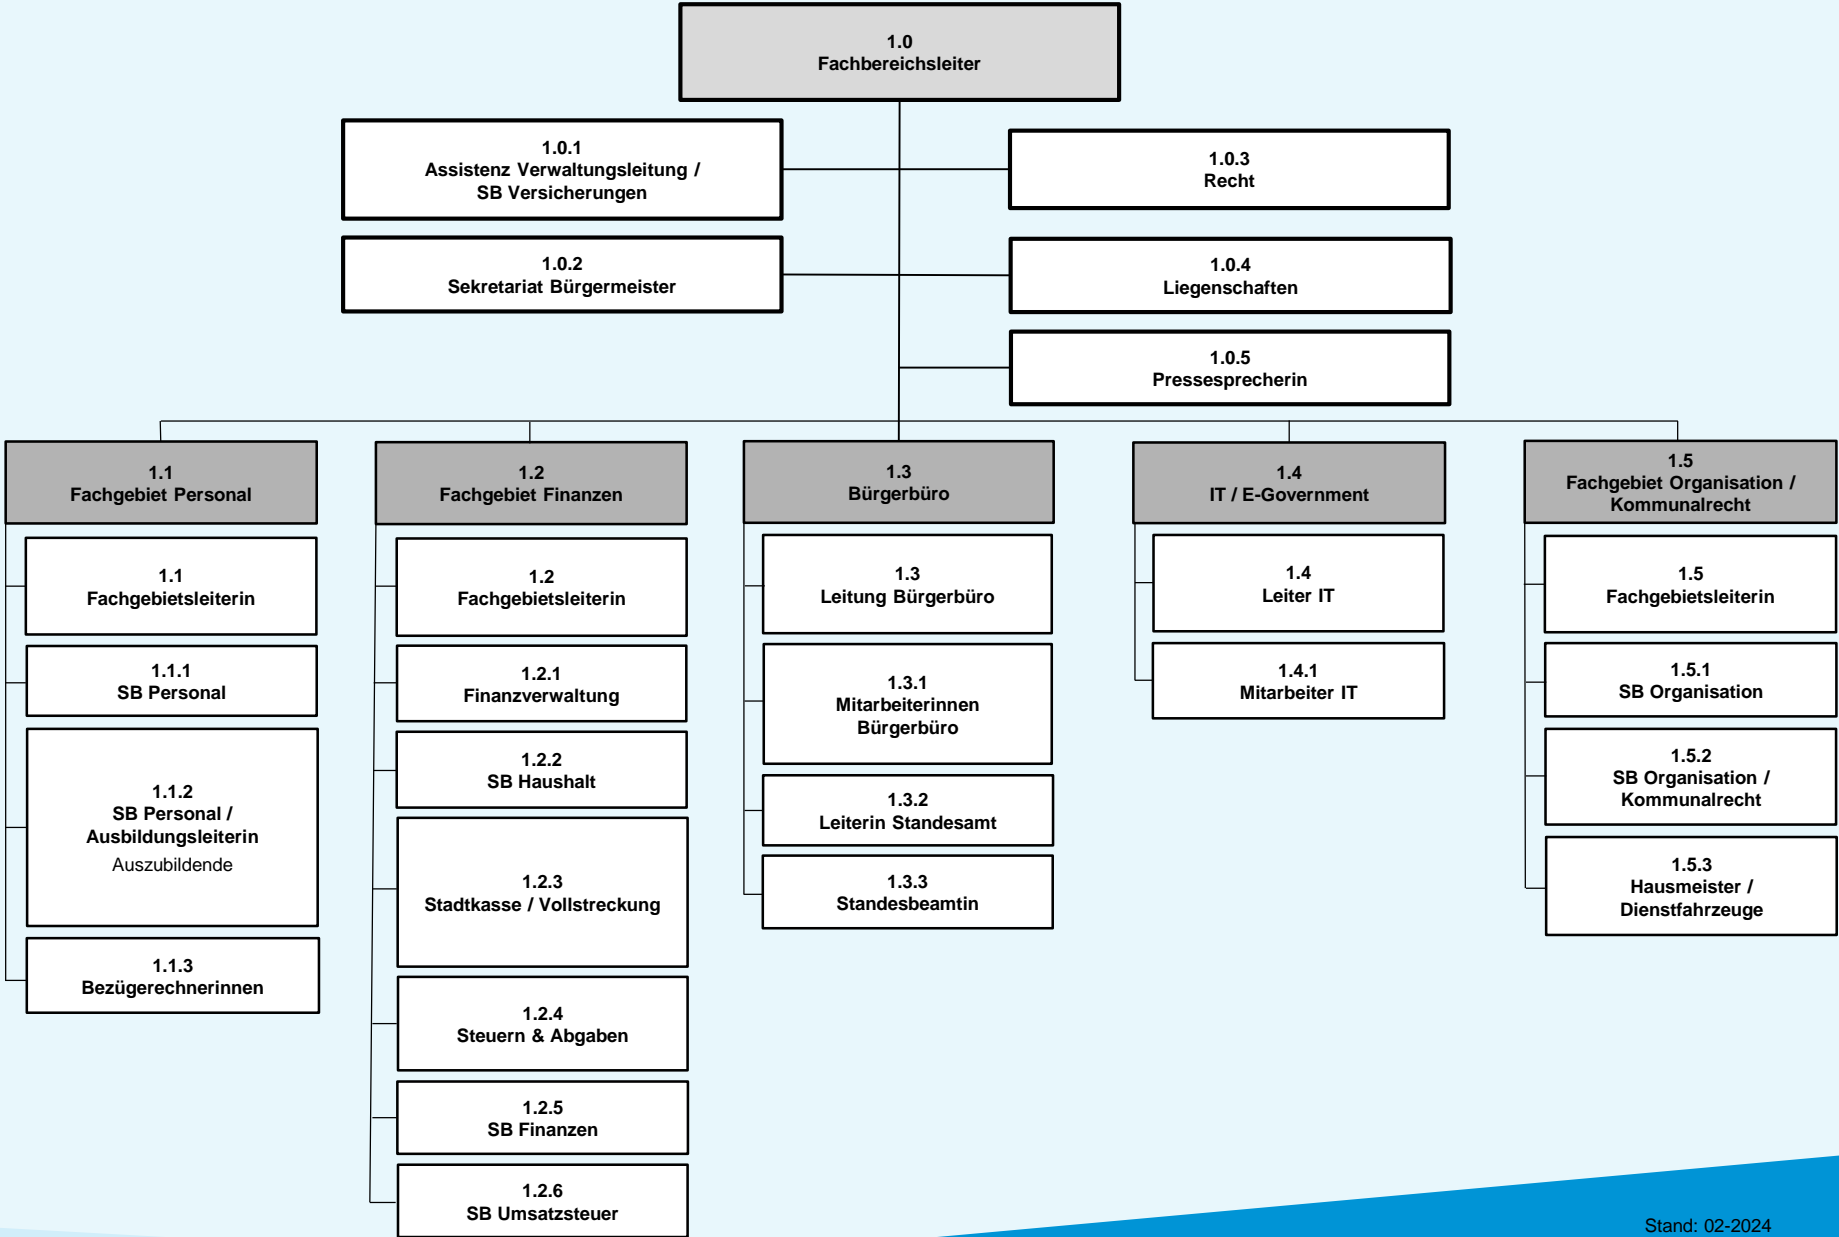 1.0
Fachbereichsleiter
1.0.1
Assistenz Verwaltungsleitung /
SB Versicherungen
1.0.3
Recht
1.0.2
Sekretariat Bürgermeister
1.0.4
Liegenschaften
1.0.5
Pressesprecherin
1.1
Fachgebiet Personal
1.1
Fachgebietsleiterin
1.1.1
SB Personal
1.1.2
SB Personal /
Ausbildungsleiterin
Auszubildende
1.1.3
Bezügerechnerinnen
1.2
Fachgebiet Finanzen
1.2
Fachgebietsleiterin
1.2.1
Finanzverwaltung
1.2.2
SB Haushalt
1.2.3
Stadtkasse / Vollstreckung
1.2.4
Steuern & Abgaben
1.2.5
SB Finanzen
1.2.6
SB Umsatzsteuer
1.3
Bürgerbüro
1.3
Leitung Bürgerbüro
1.3.1
Mitarbeiterinnen
Bürgerbüro
1.3.2
Leiterin Standesamt
1.3.3
Standesbeamtin
1.4
IT / E-Government
1.4
Leiter IT
1.4.1
Mitarbeiter IT
1.5
Fachgebiet Organisation /
Kommunalrecht
1.5
Fachgebietsleiterin
1.5.1
SB Organisation
1.5.2
SB Organisation /
Kommunalrecht
1.5.3
Hausmeister /
Dienstfahrzeuge
Stand: 02-2024